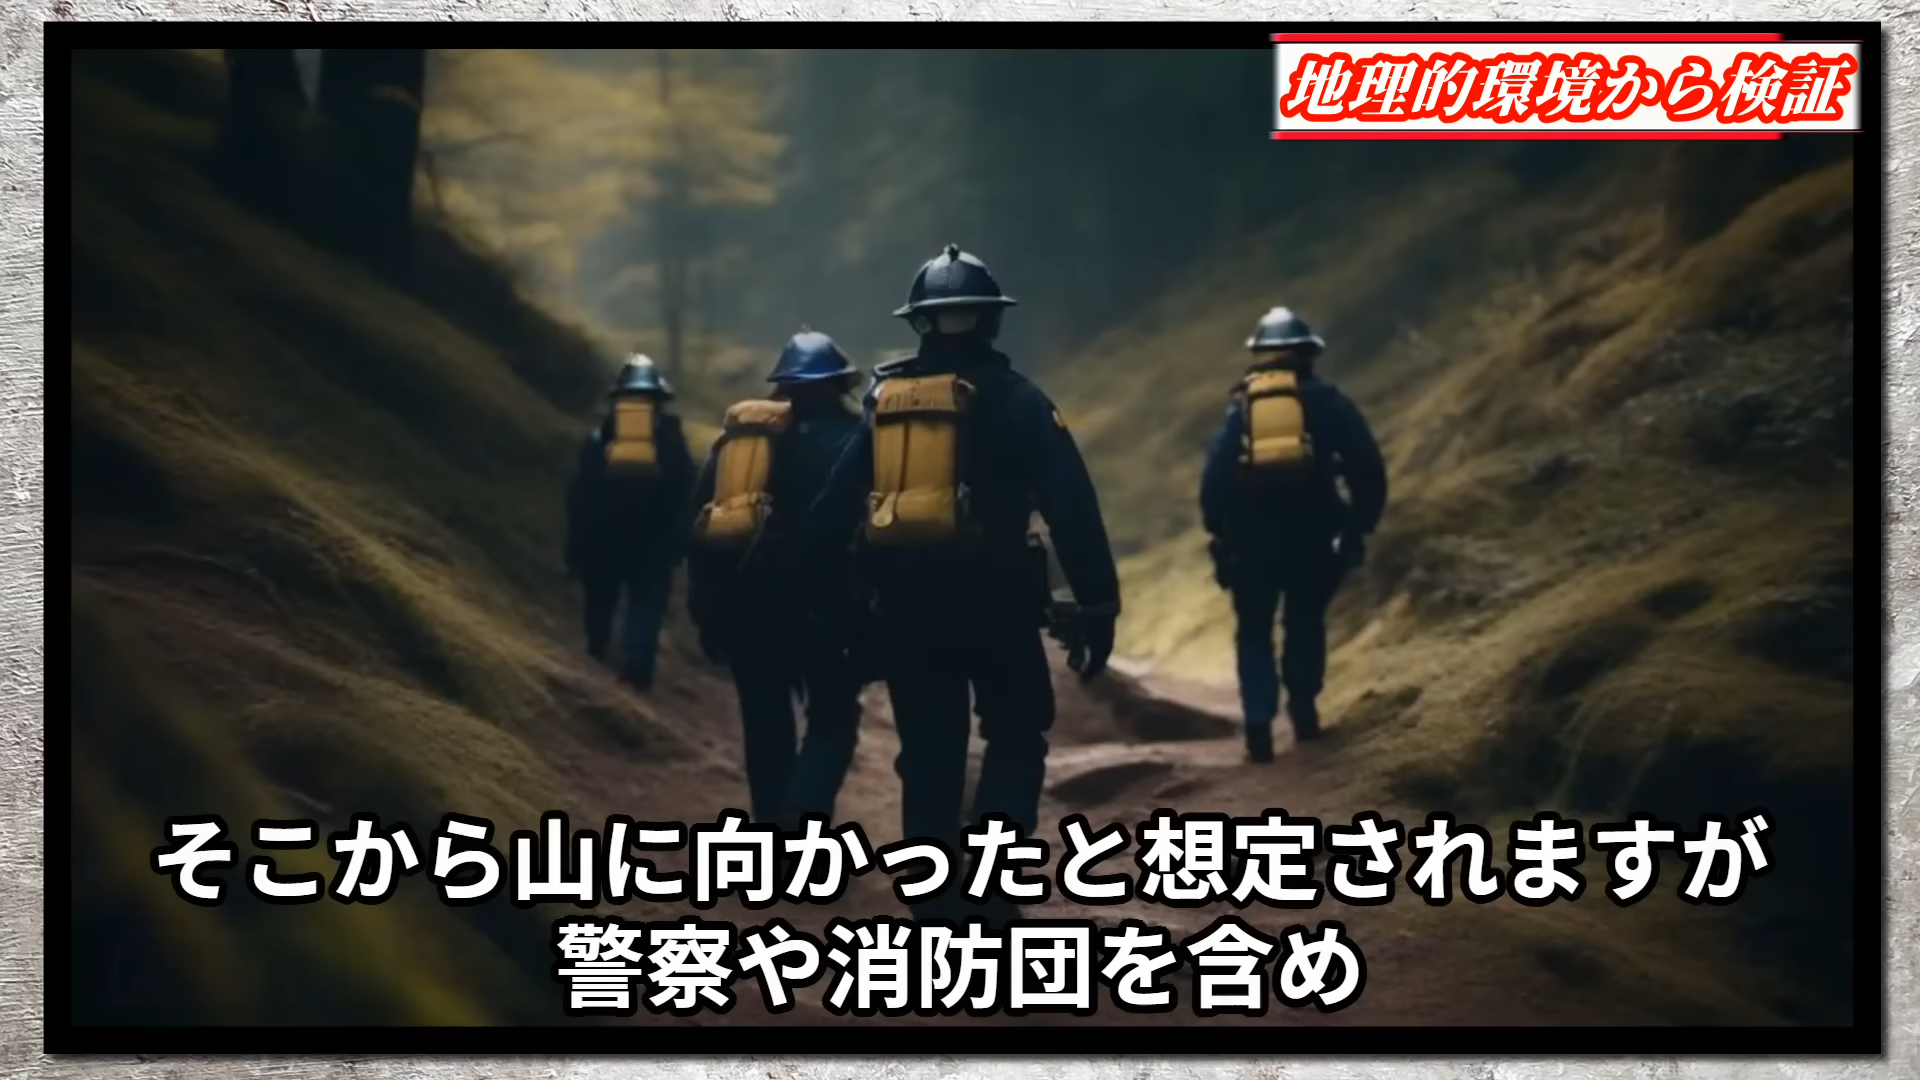 地理的環境から検証
そこから山に向かったと想定されますが
警察や消防団を含め